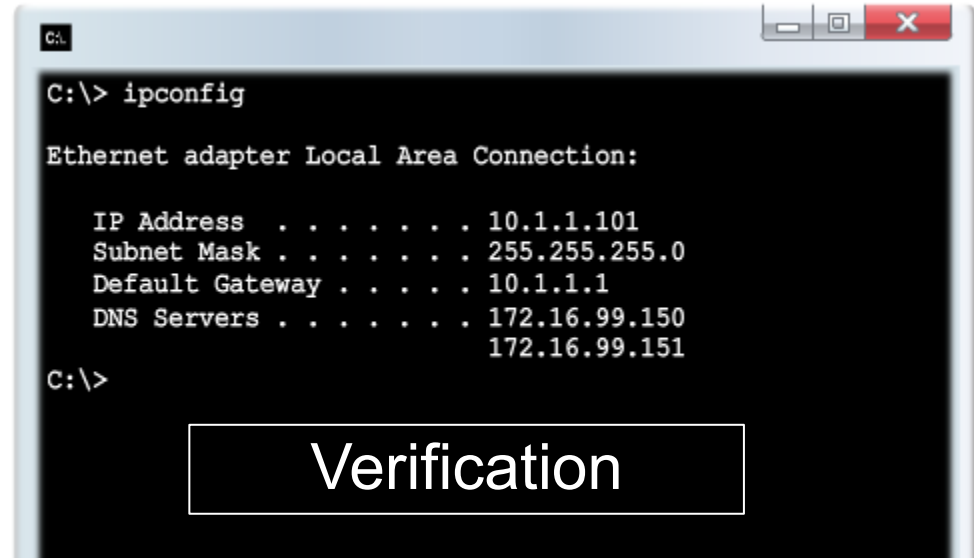 C:\.
C:\> ipconfig
Ethernet adapter Local Area Connection:
IP Address . . . . . . . 10.1.1.101
Subnet Mask . . . . . . . 255.255.255.0
Default Gateway . . . . . 10.1.1.1
DNS Servers . . . . . . . 172.16.99.150
172.16.99.151
C:\>
Verification